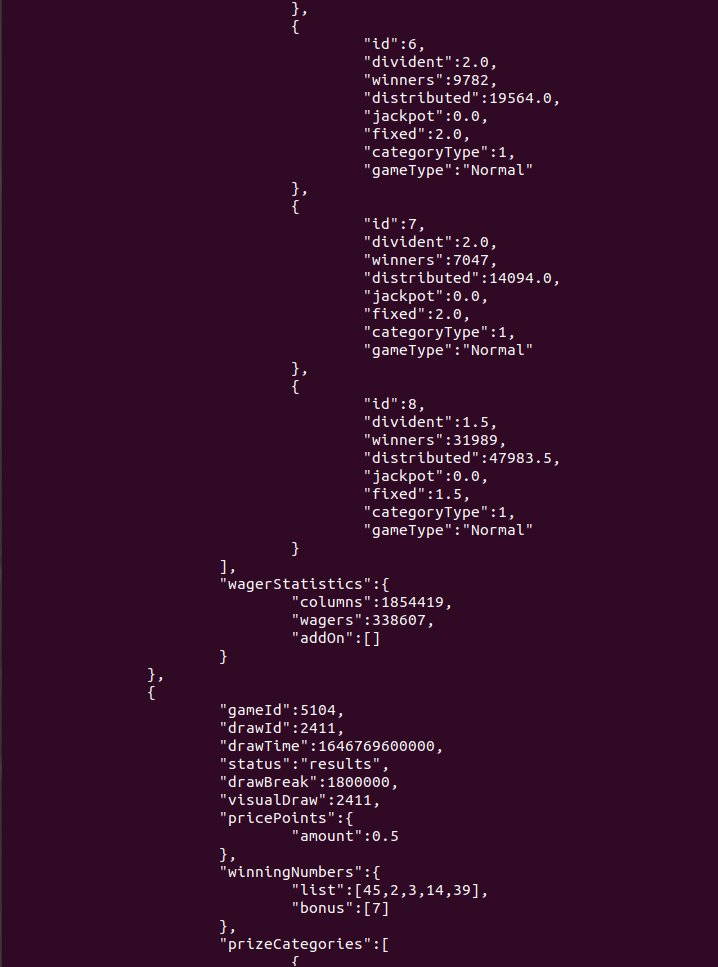 },
{
"id":6,
"divident":2.0,
"winners":9782,
"distributed":19564.0,
"jackpot":0.0,
"fixed":2.0,
"categoryType":1,
"gameType":"Normal"
},
{
"id":7,
"divident":2.0,
"winners":7047,
"distributed":14094.0,
"jackpot":0.0,
"fixed":2.0,
"categoryType":1,
"gameType":"Normal"
},
{
"id":8,
"divident":1.5,
"winners":31989,
"distributed":47983.5,
"jackpot":0.0,
"fixed":1.5,
"categoryType":1,
"gameType":"Normal"
}
],
"wagerStatistics":{
"columns":1854419,
"wagers":338607,
"addOn":[]
}
},
{
"gameId":5104,
"drawId":2411,
"drawTime":1646769600000,
"status":"results",
"drawBreak":1800000,
"visualDraw":2411,
"pricePoints":{
"amount":0.5
},
"winningNumbers":{
"list":[45,2,3,14,39],
"bonus":[7]
},
"prizeCategories":[
{